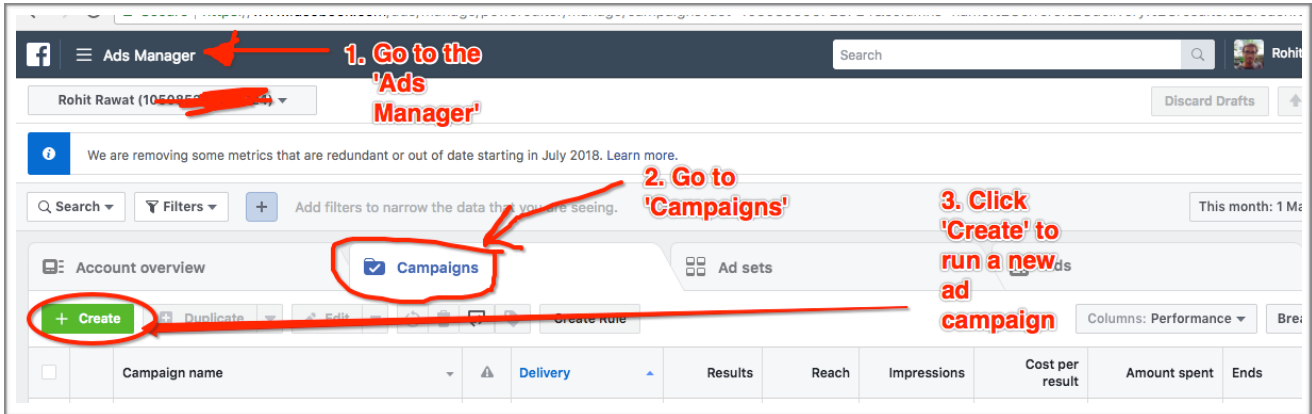 Ads Manager
1. Go to the
'Ads
Manager'
Search
Rohit
Rohit Rawat
Discard Drafts
We are removing some metrics that are redundant or out of date starting in July 2018. Learn more.
2. Go to
'Campaigns'
3. Click
'Create' to
run a new
ad
campaign
Search
Filters
+
Add filters to narrow the data that you are seeing.
This month: 1 Ma
Account overview
Campaigns
Ad sets
+ Create
Duplicate
Edit
Create Rule
Columns: Performance
Brea
Campaign name
Delivery
Results
Reach
Impressions
Cost per
result
Amount spent
Ends